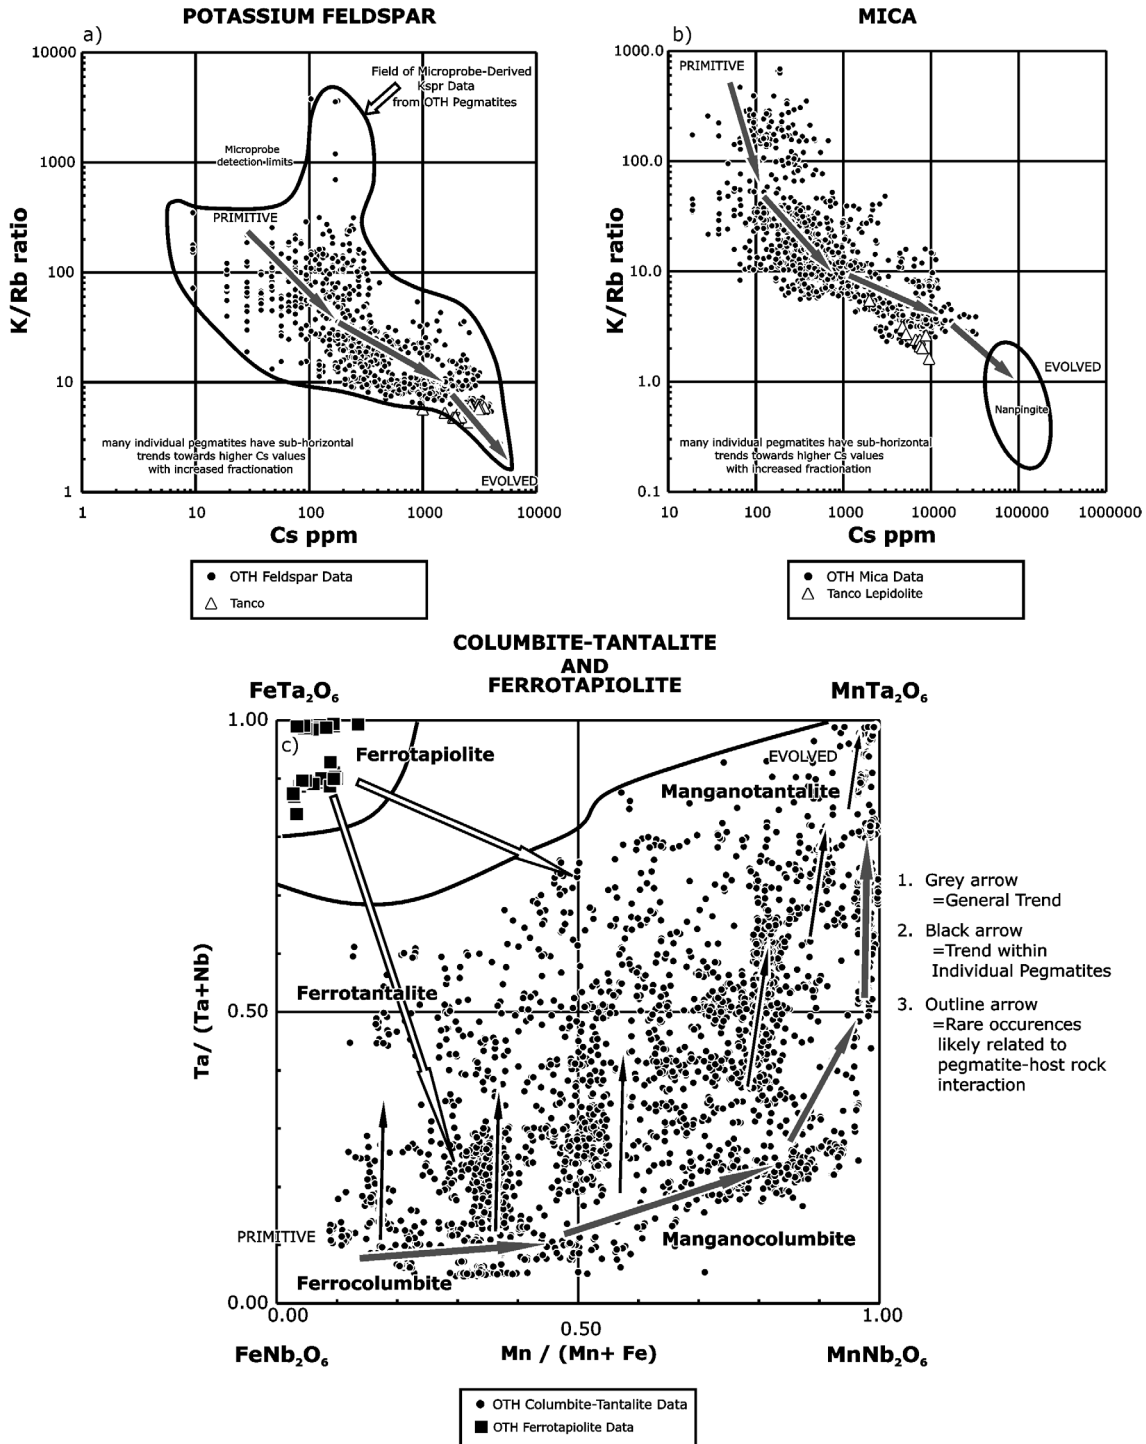 POTASSIUM FELDSPAR
a)
10000
1000
100
10
1
K/Rb ratio
Field of Microprobe-Derived
Kspr Data
from OTH Pegmatites
Microprobe
detection-limits
PRIMITIVE
many individual pegmatites have sub-horizontal
trends towards higher Cs values
with increased fractionation
EVOLVED
1
10
100
1000
10000
Cs ppm
OTH Feldspar Data
Tanco
MICA
b)
1000.0
100.0
10.0
1.0
0.1
K/Rb ratio
PRIMITIVE
EVOLVED
Nanpingite
many individual pegmatites have sub-horizontal
trends towards higher Cs values
with increased fractionation
10
100
1000
10000
100000
1000000
Cs ppm
OTH Mica Data
Tanco Lepidolite
COLUMBITE-TANTALITE
AND
FERROTAPIOLITE
FeTa₂O₆
MnTa₂O₆
1.00
c)
Ferrotapiolite
EVOLVED
Manganotantalite
Ferrotantalite
0.50
Ta/ (Ta+Nb)
PRIMITIVE
Manganocolumbite
Ferrocolumbite
0.00
0.00
0.50
1.00
FeNb₂O₆
Mn / (Mn+ Fe)
MnNb₂O₆
1. Grey arrow
=General Trend
2. Black arrow
=Trend within
Individual Pegmatites
3. Outline arrow
=Rare occurences
likely related to
pegmatite-host rock
interaction
OTH Columbite-Tantalite Data
OTH Ferrotapiolite Data